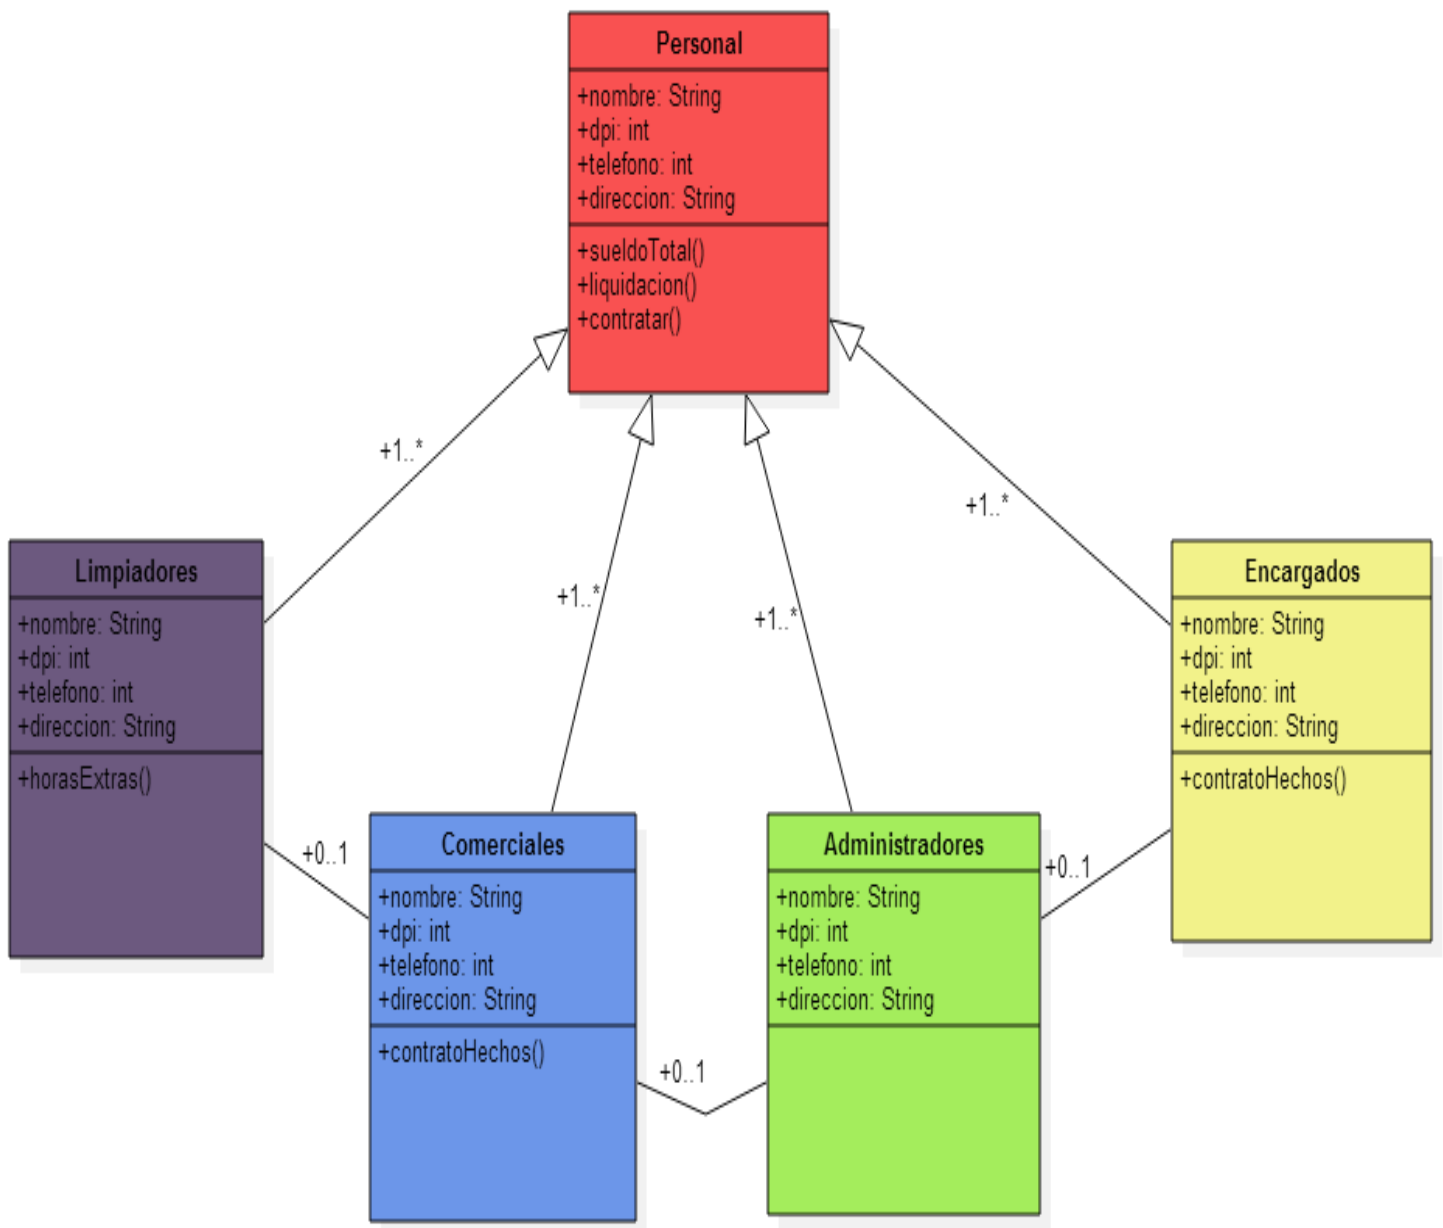 Personal
+nombre: String
+dpi: int
+telefono: int
+direccion: String
+sueldoTotal()
+liquidacion()
+contratar()
+1..*
+1..*
+1..*
+1..*
Limpiadores
+nombre: String
+dpi: int
+telefono: int
+direccion: String
+horasExtras()
Encargados
+nombre: String
+dpi: int
+telefono: int
+direccion: String
+contratoHechos()
+0..1
Comerciales
+nombre: String
+dpi: int
+telefono: int
+direccion: String
+contratoHechos()
+0..1
Administradores
+nombre: String
+dpi: int
+telefono: int
+direccion: String
+0..1